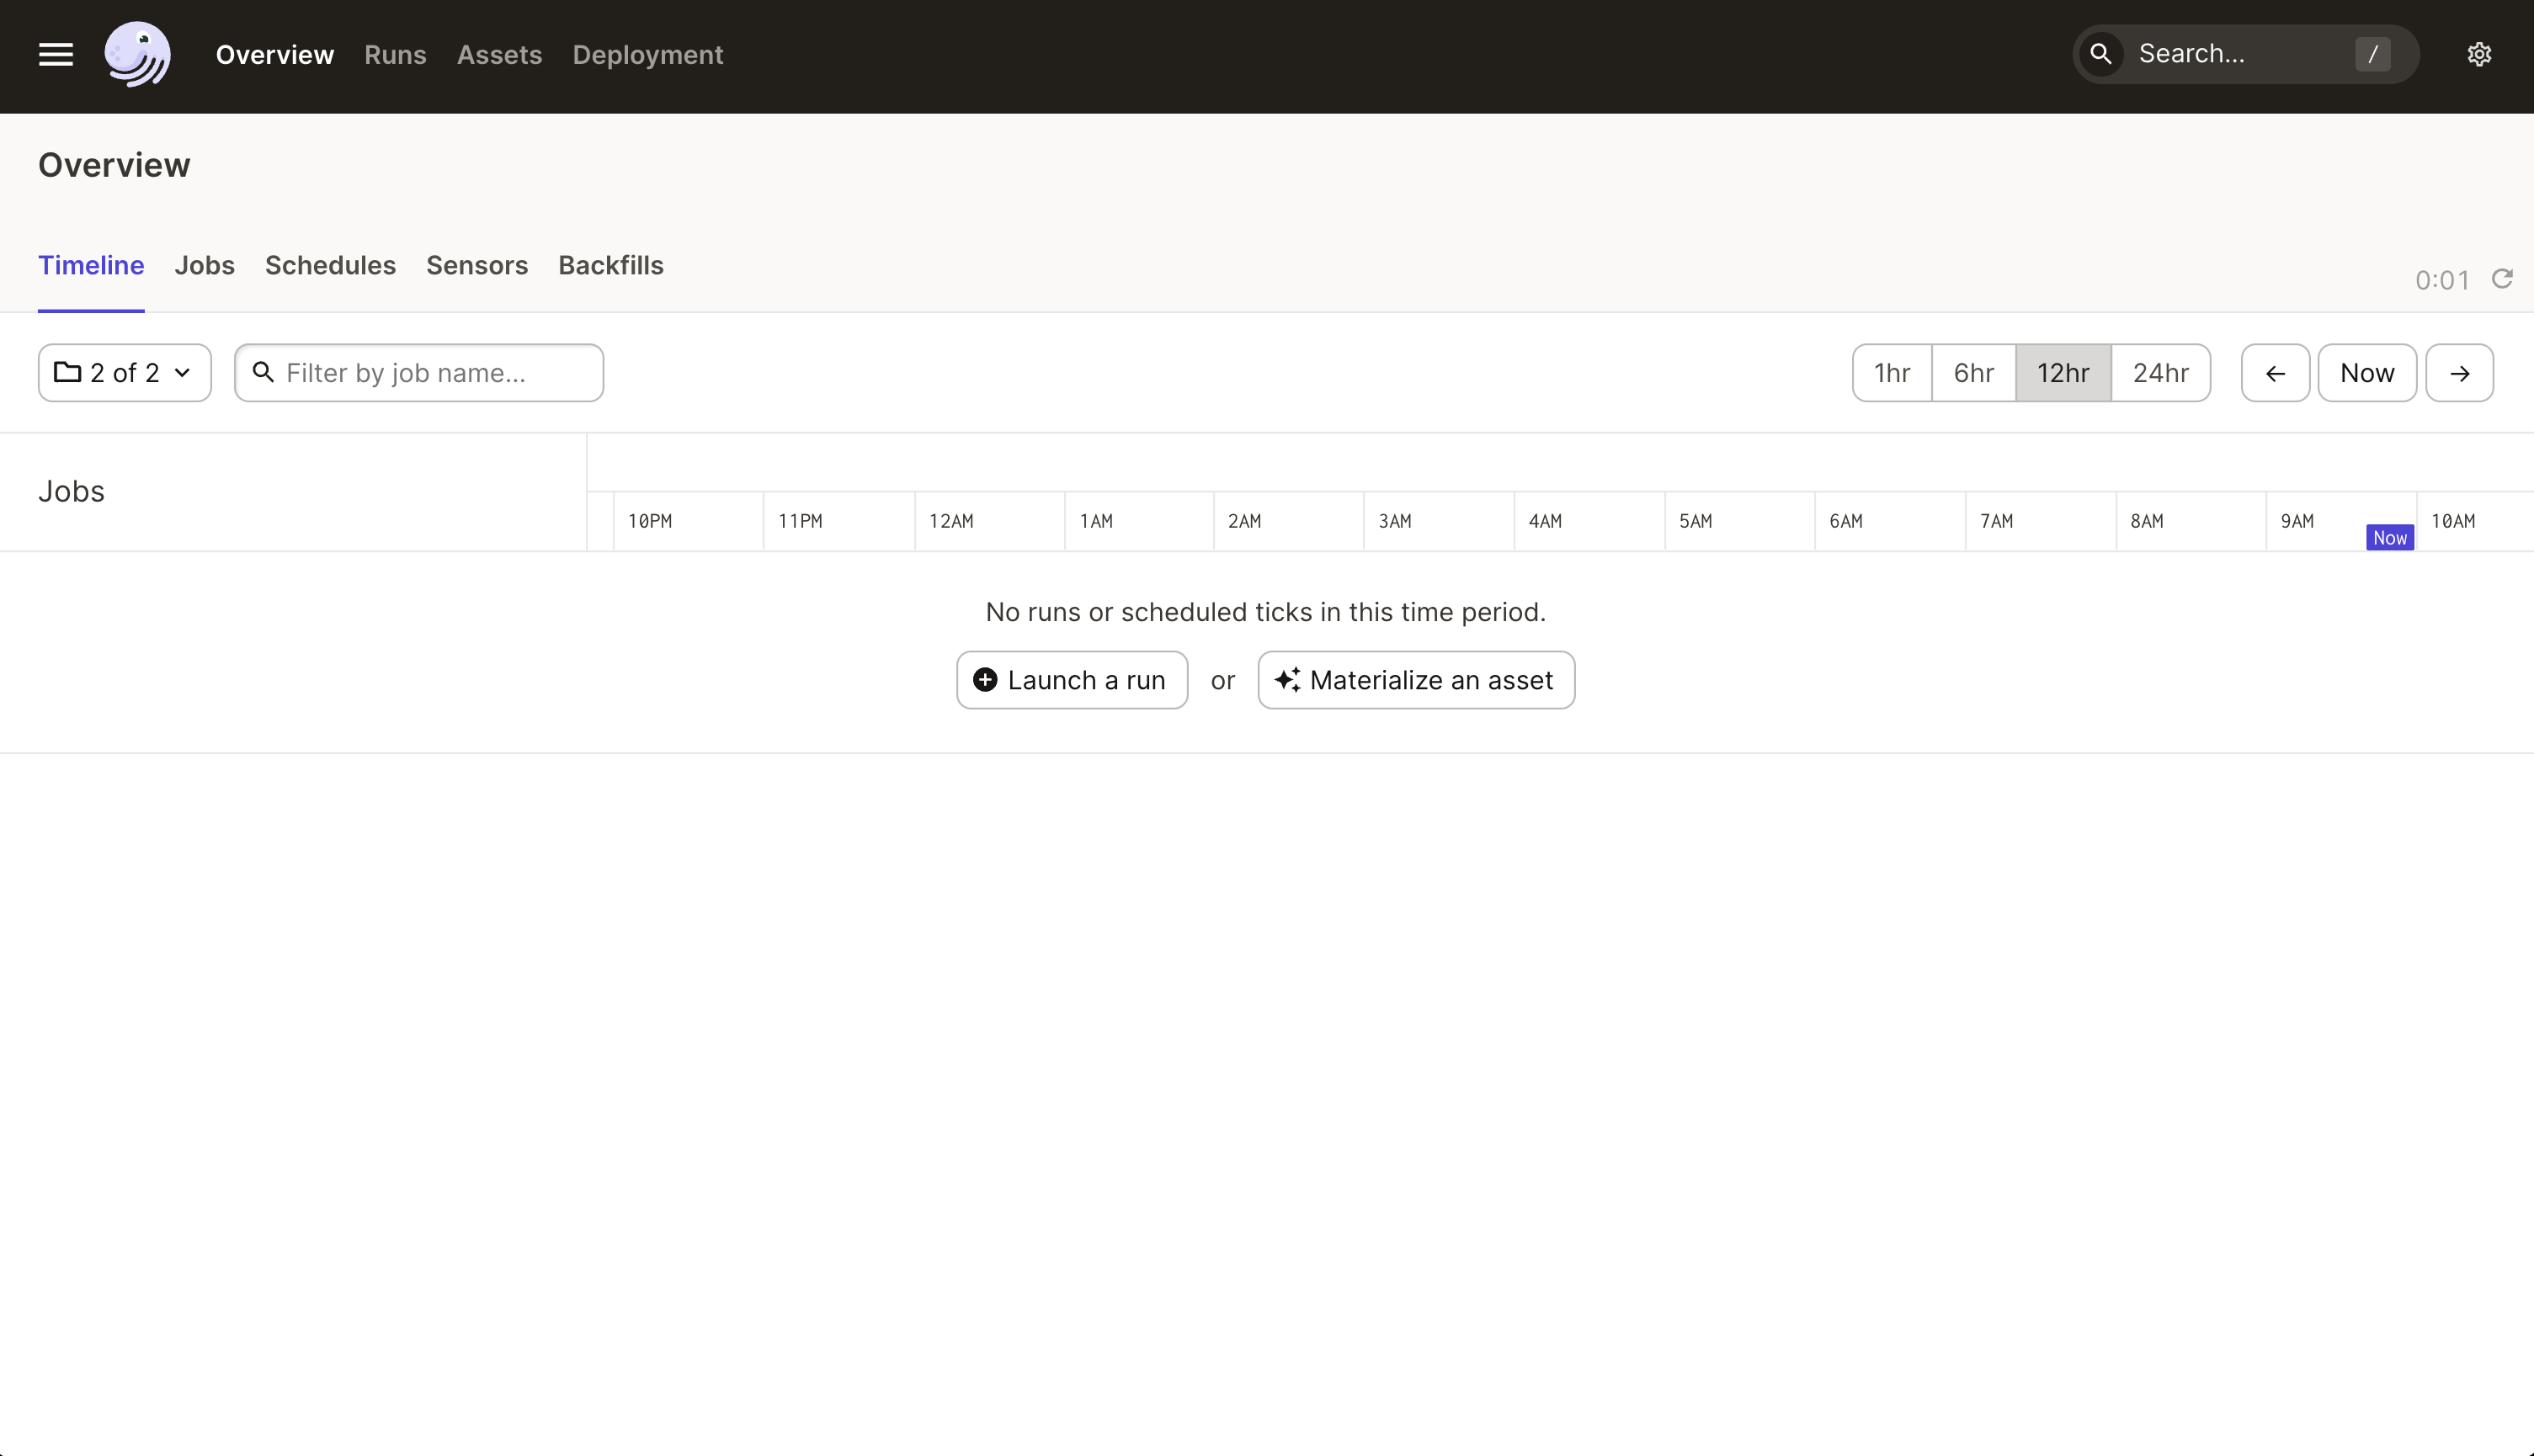 Overview Runs Assets Deployment Search... /
Overview
Timeline Jobs Schedules Sensors Backfills 0:01
2 of 2 Filter by job name... 1hr 6hr 12hr 24hr Now
Jobs
10PM 11PM 12AM 1AM 2AM 3AM 4AM 5AM 6AM 7AM 8AM 9AM 10AM
Now
No runs or scheduled ticks in this time period.
Launch a run or Materialize an asset